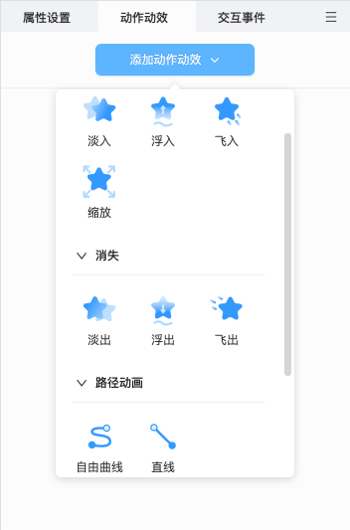 属性设置 动作动效 交互事件
添加动作动效
淡入 浮入 飞入
缩放
消失
淡出 浮出 飞出
路径动画
自由曲线 直线